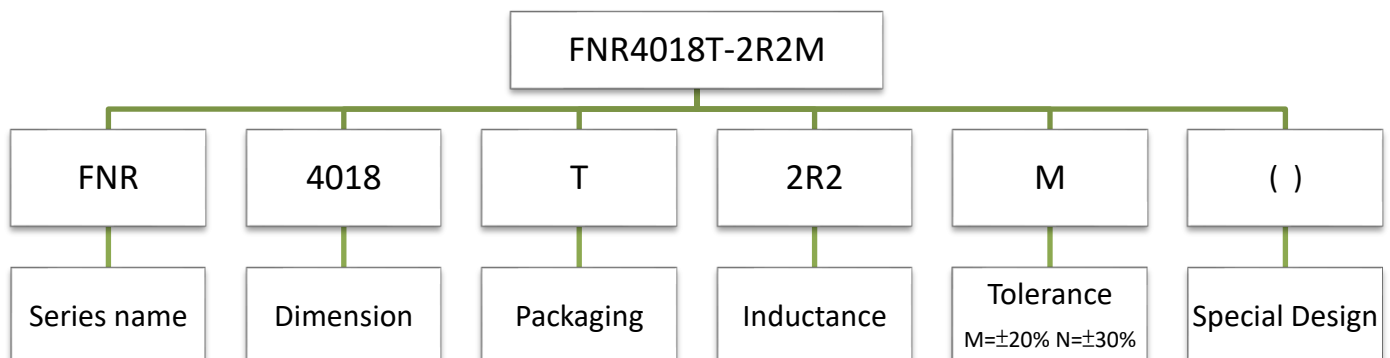 FNR4018T-2R2M
FNR
4018
T
2R2
M
( )
Series name
Dimension
Packaging
Inductance
Tolerance
M=±20% N=±30%
Special Design